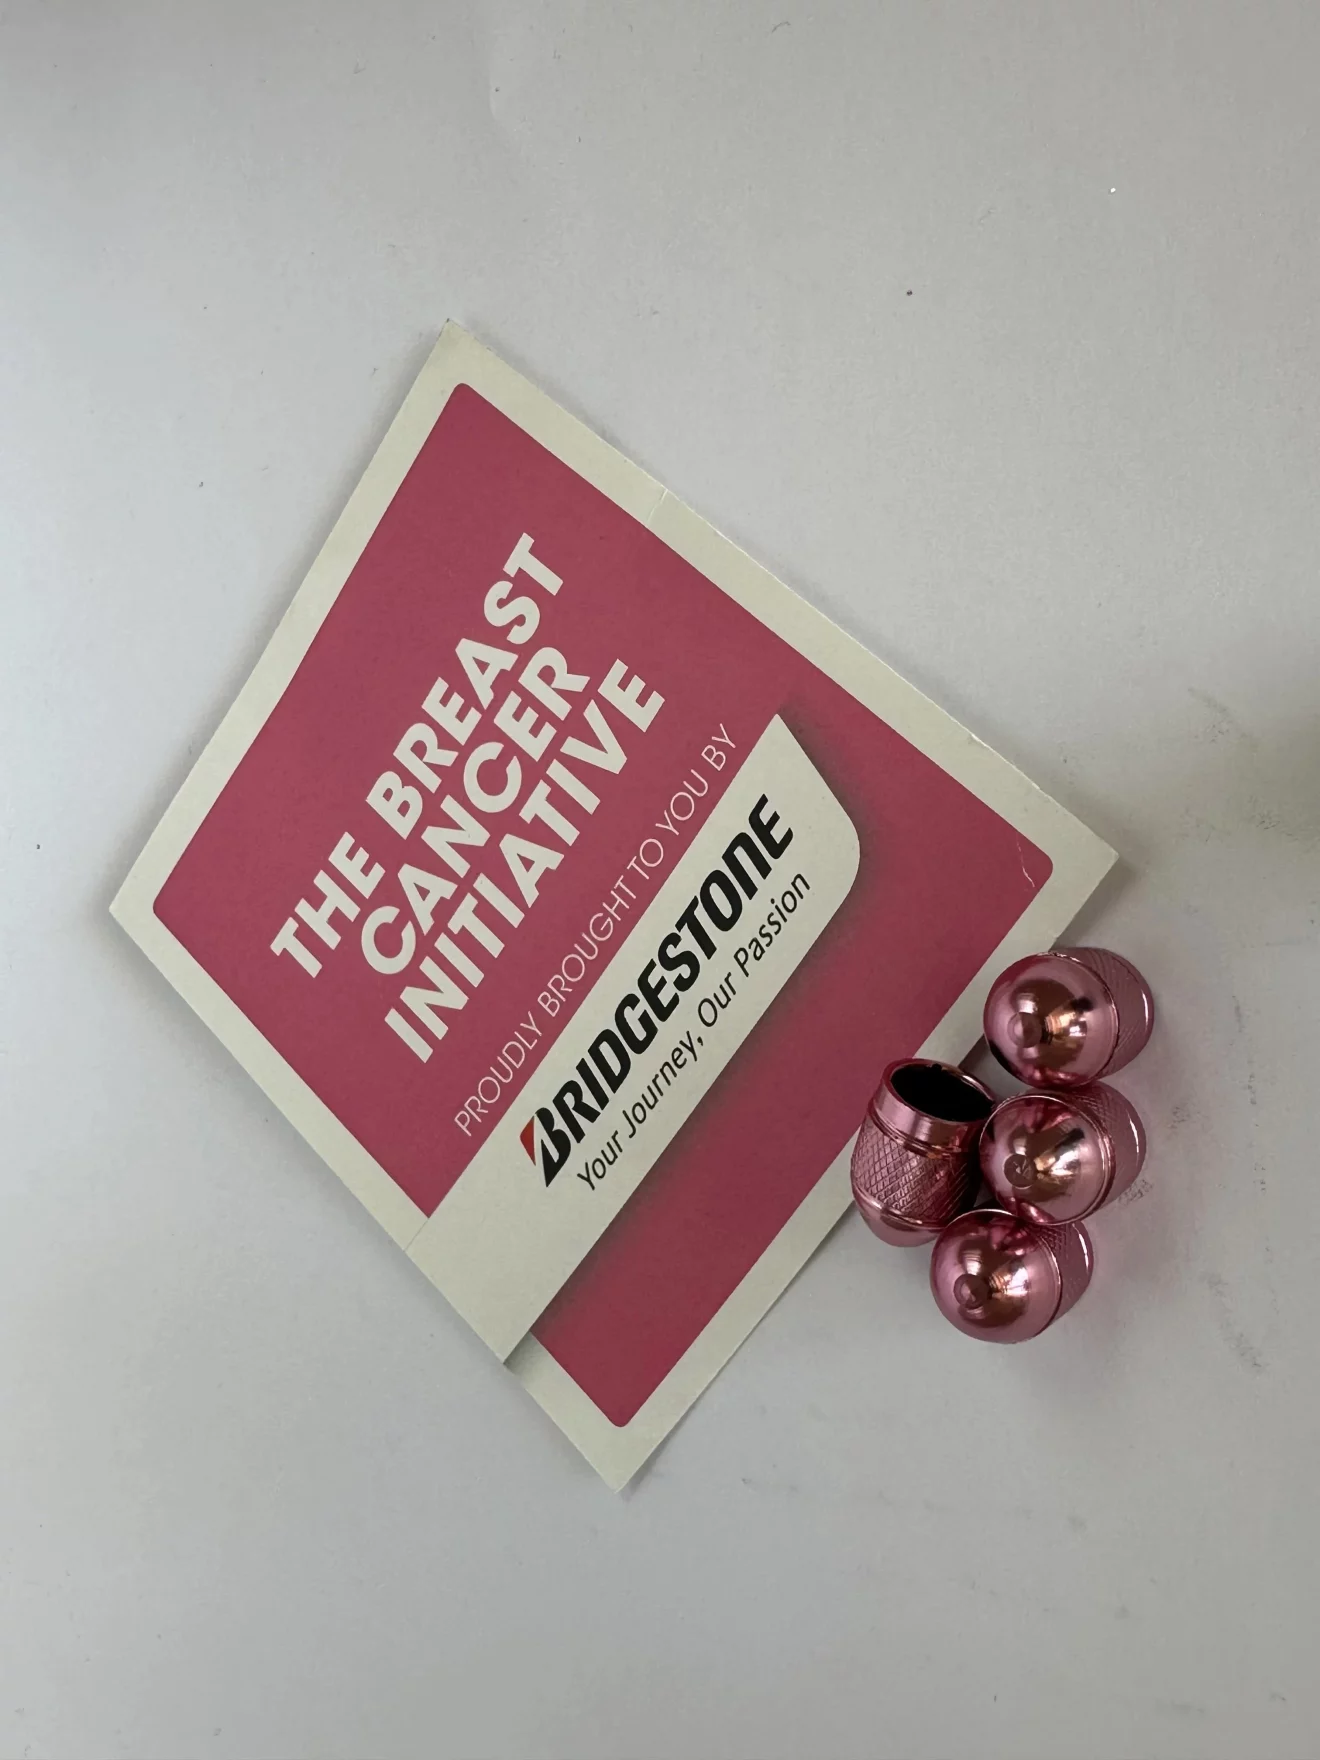 THE BREAST
CANCER
INITIATIVE
PROUDLY BROUGHT TO YOU BY
BRIDGESTONE
Your Journey, Our Passion